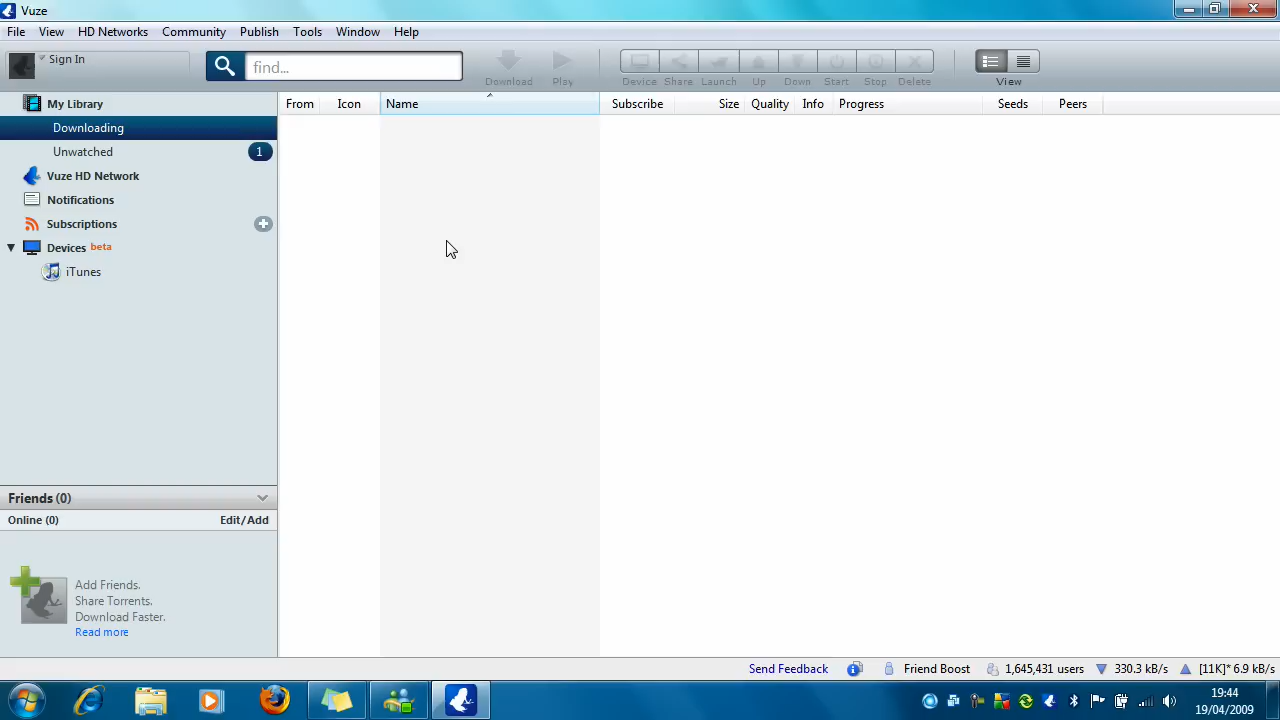 Vuze
File View HD Networks Community Publish Tools Window Help
Sign In find... Download Play Device Share Launch Up Down Start Stop Delete View
My Library From Icon Name Subscribe Size Quality Info Progress Seeds Peers
Downloading
Unwatched 1
Vuze HD Network
Notifications
Subscriptions
Devices beta
iTunes
Friends (0)
Online (0) Edit/Add
Add Friends.
Share Torrents.
Download Faster.
Read more
Send Feedback Friend Boost 1,645,431 users 330.3 kB/s [11K]* 6.9 kB/s
19:44
19/04/2009